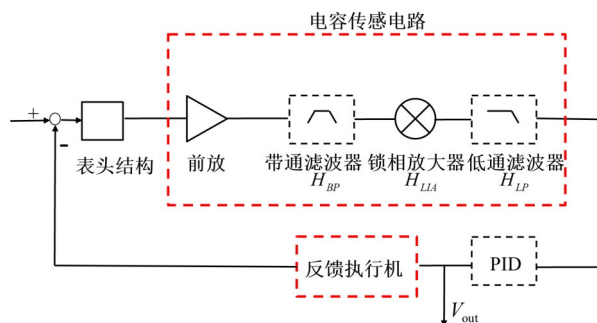 电容传感电路
+
-
表头结构
前放
带通滤波器 锁相放大器 低通滤波器
H_BP H_LIA H_LP
反馈执行机
PID
V_out